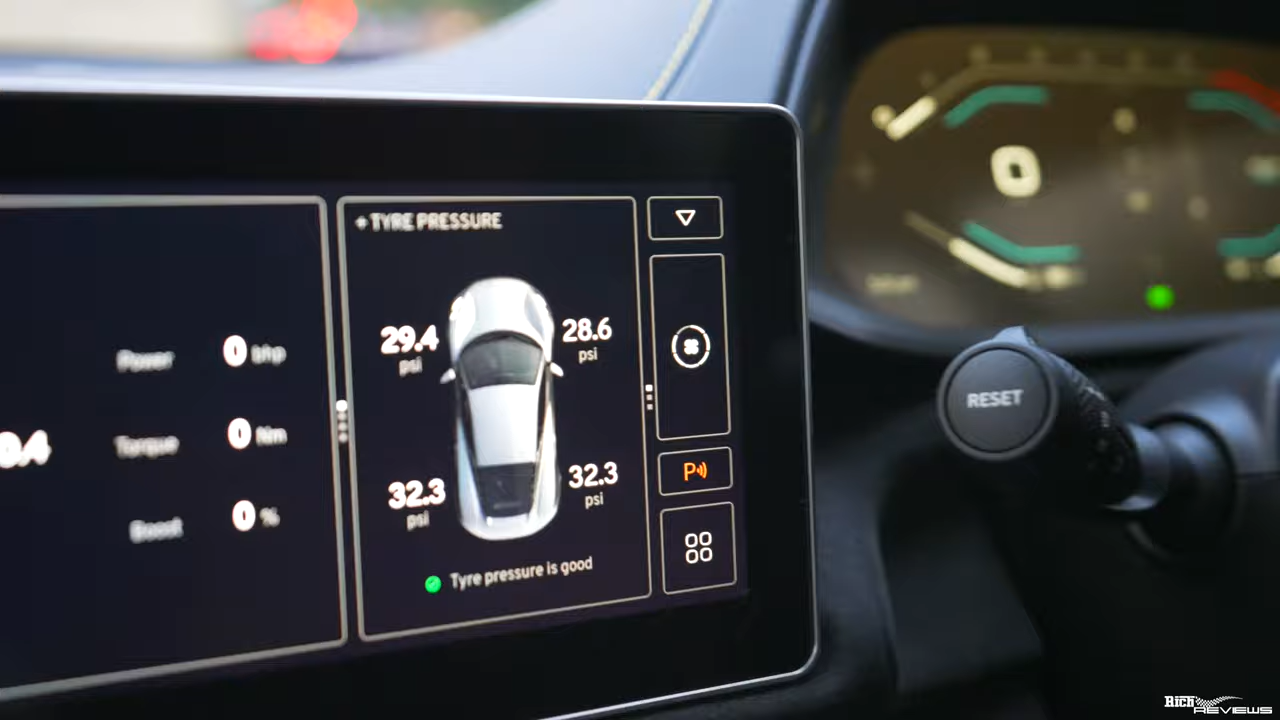 TYRE PRESSURE
29.4
psi
28.6
psi
32.3
psi
32.3
psi
Tyre pressure is good
Power 0 bhp
Torque 0 Nm
Boost 0 %
0.4
P
0
RESET
Rich
REVIEWS